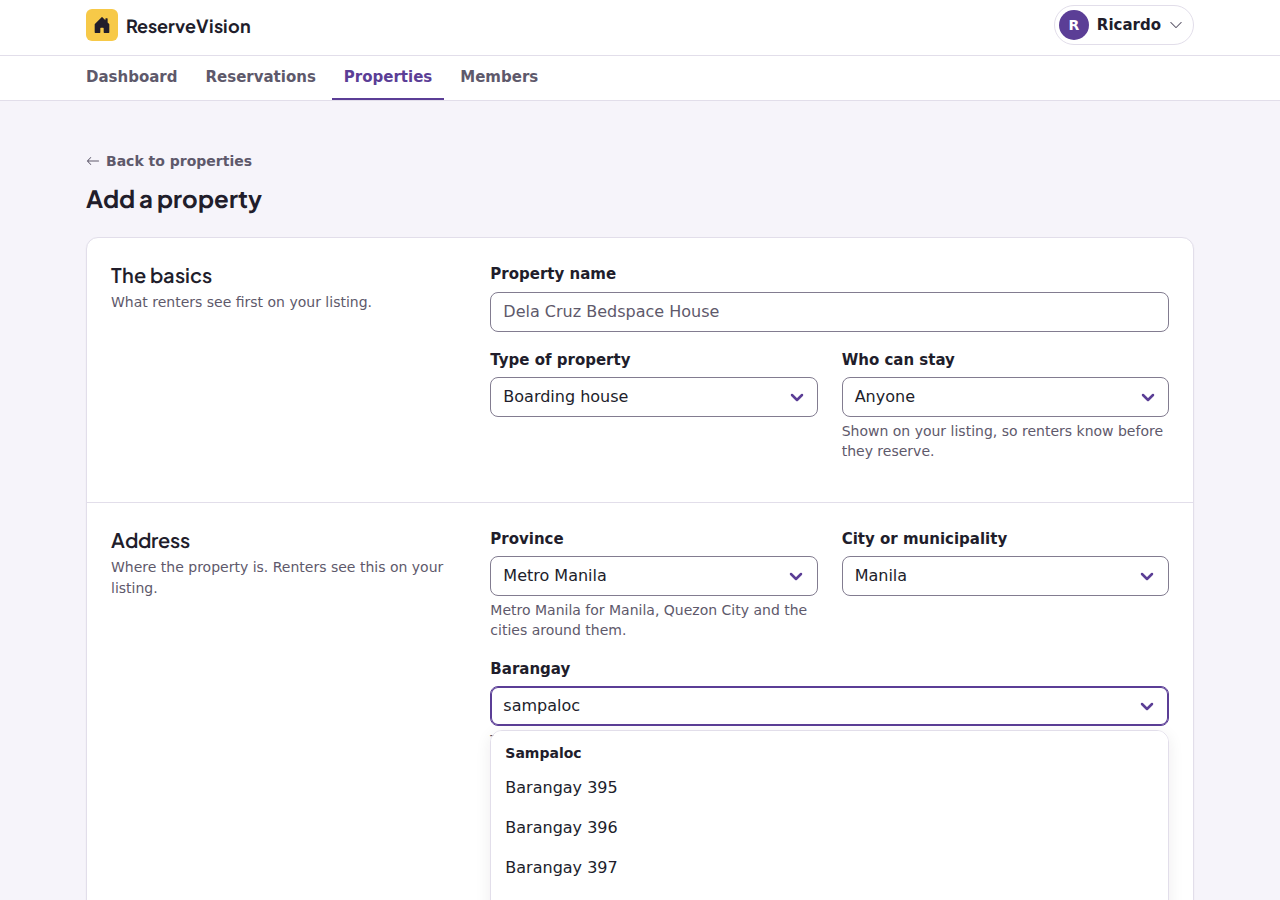 ReserveVision
R Ricardo
Dashboard Reservations Properties Members
Back to properties
Add a property
The basics
What renters see first on your listing.
Property name
Dela Cruz Bedspace House
Type of property
Boarding house
Who can stay
Anyone
Shown on your listing, so renters know before
they reserve.
Address
Where the property is. Renters see this on your
listing.
Province
Metro Manila
Metro Manila for Manila, Quezon City and the
cities around them.
City or municipality
Manila
Barangay
sampaloc
Sampaloc
Barangay 395
Barangay 396
Barangay 397